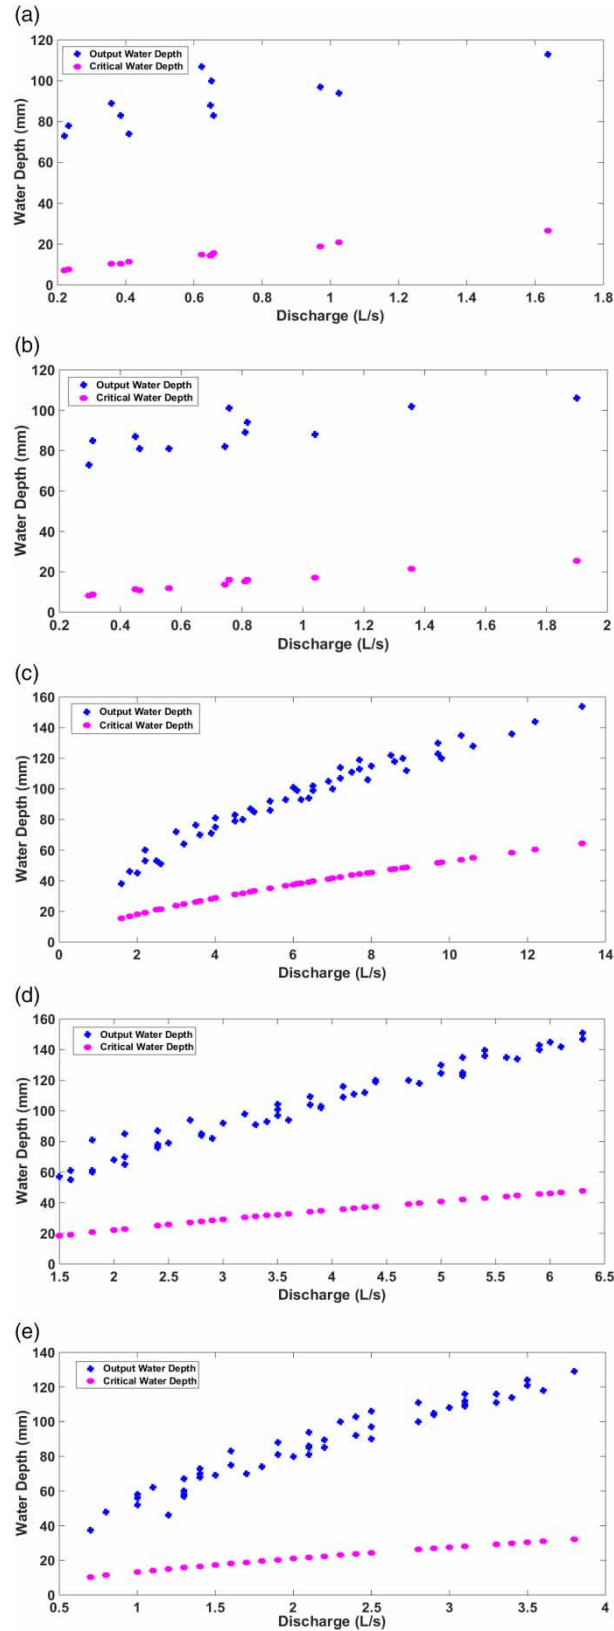 (a)
120
100
80
60
40
20
0
Water Depth (mm)
Output Water Depth
Critical Water Depth
0.2 0.4 0.6 0.8 1 1.2 1.4 1.6 1.8
Discharge (L/s)
(b)
120
100
80
60
40
20
0
Water Depth (mm)
Output Water Depth
Critical Water Depth
0.2 0.4 0.6 0.8 1 1.2 1.4 1.6 1.8 2
Discharge (L/s)
(c)
160
140
120
100
80
60
40
20
0
Water Depth (mm)
Output Water Depth
Critical Water Depth
0 2 4 6 8 10 12 14
Discharge (L/s)
(d)
160
140
120
100
80
60
40
20
0
Water Depth (mm)
Output Water Depth
Critical Water Depth
1.5 2 2.5 3 3.5 4 4.5 5 5.5 6 6.5
Discharge (L/s)
(e)
140
120
100
80
60
40
20
0
Water Depth (mm)
Output Water Depth
Critical Water Depth
0.5 1 1.5 2 2.5 3 3.5 4
Discharge (L/s)